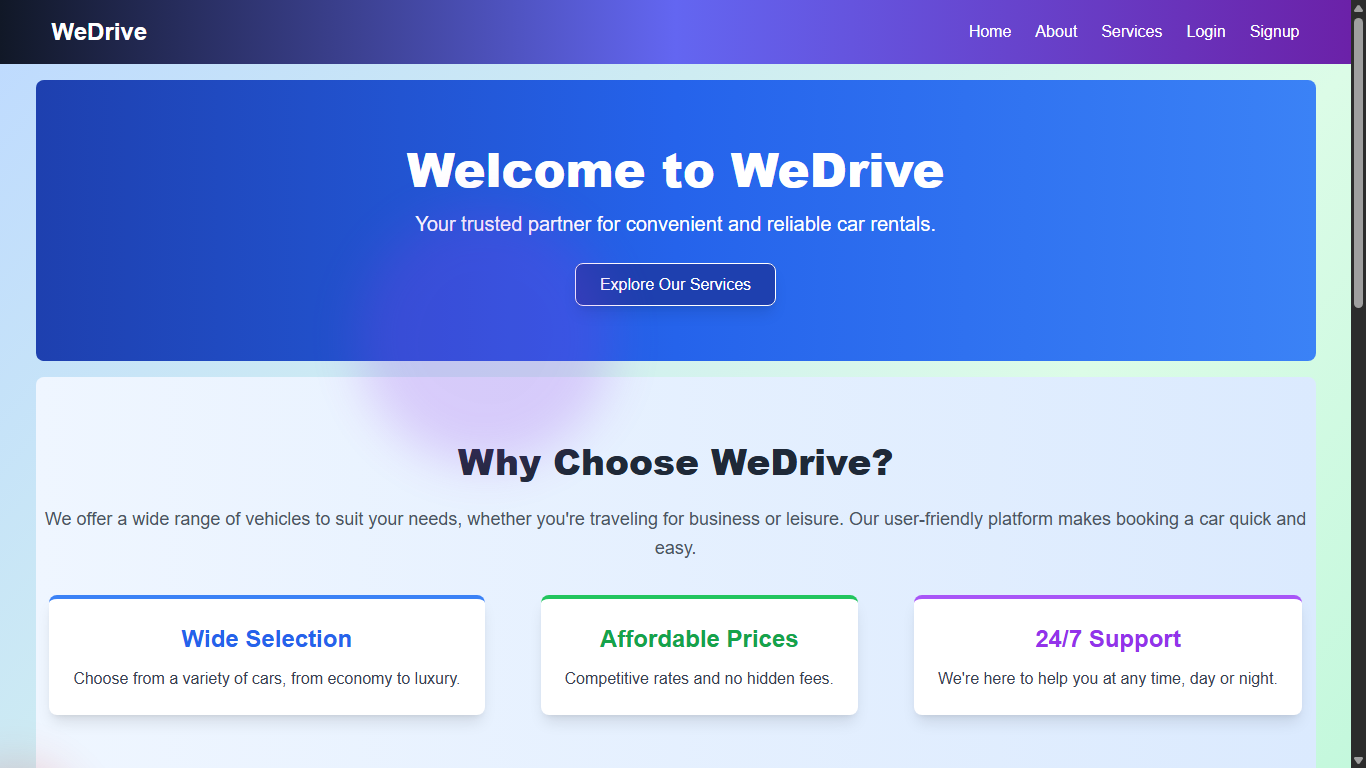 WeDrive
Home About Services Login Signup
Welcome to WeDrive
Your trusted partner for convenient and reliable car rentals.
Explore Our Services
Why Choose WeDrive?
We offer a wide range of vehicles to suit your needs, whether you're traveling for business or leisure. Our user-friendly platform makes booking a car quick and
easy.
Wide Selection
Choose from a variety of cars, from economy to luxury.
Affordable Prices
Competitive rates and no hidden fees.
24/7 Support
We're here to help you at any time, day or night.